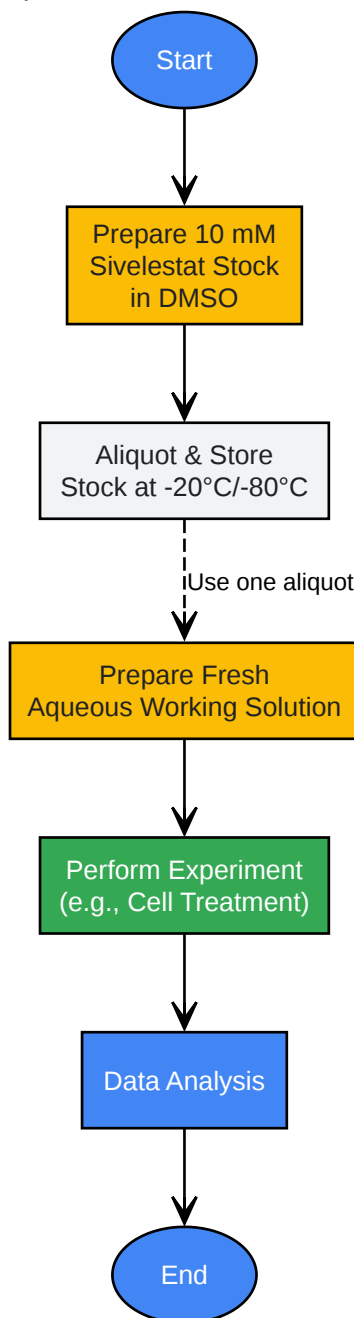 Start
Prepare 10 mM
Sivelestat Stock
in DMSO
Aliquot & Store
Stock at -20°C/-80°C
Use one aliquot
Prepare Fresh
Aqueous Working Solution
Perform Experiment
(e.g., Cell Treatment)
Data Analysis
End